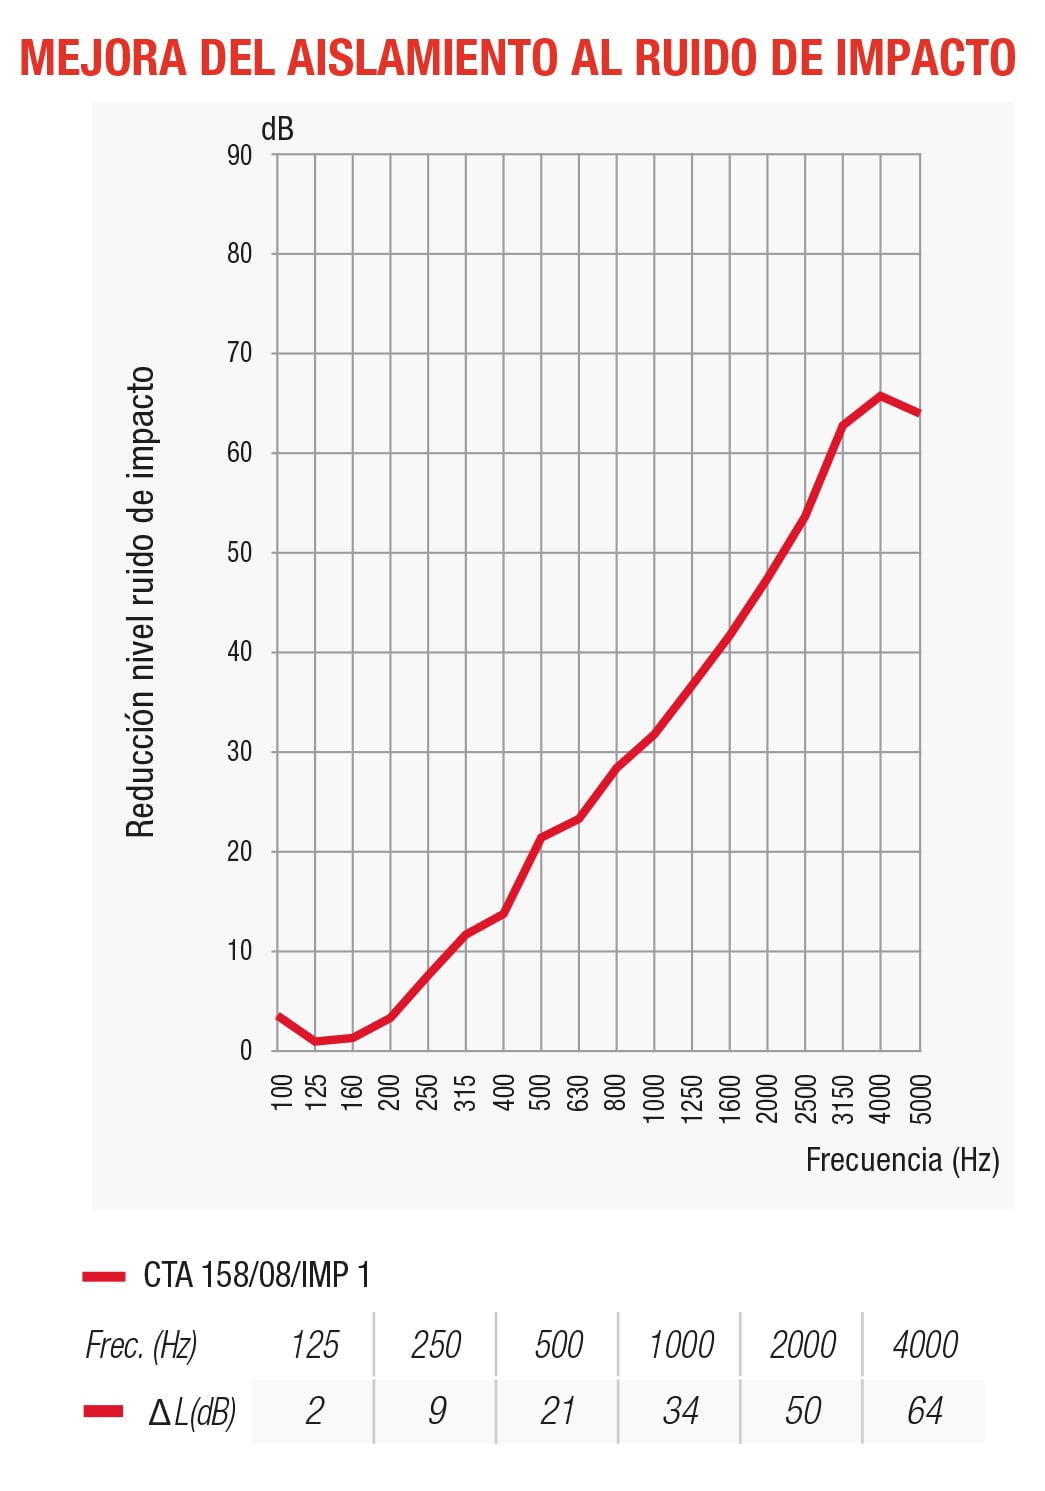 MEJORA DEL AISLAMIENTO AL RUIDO DE IMPACTO
dB
90
80
70
60
50
40
30
20
10
0
Reducción nivel ruido de impacto
100 125 160 200 250 315 400 500 630 800 1000 1250 1600 2000 2500 3150 4000 5000
Frecuencia (Hz)
CTA 158/08/IMP 1
Frec. (Hz) 125 250 500 1000 2000 4000
Δ L(dB) 2 9 21 34 50 64